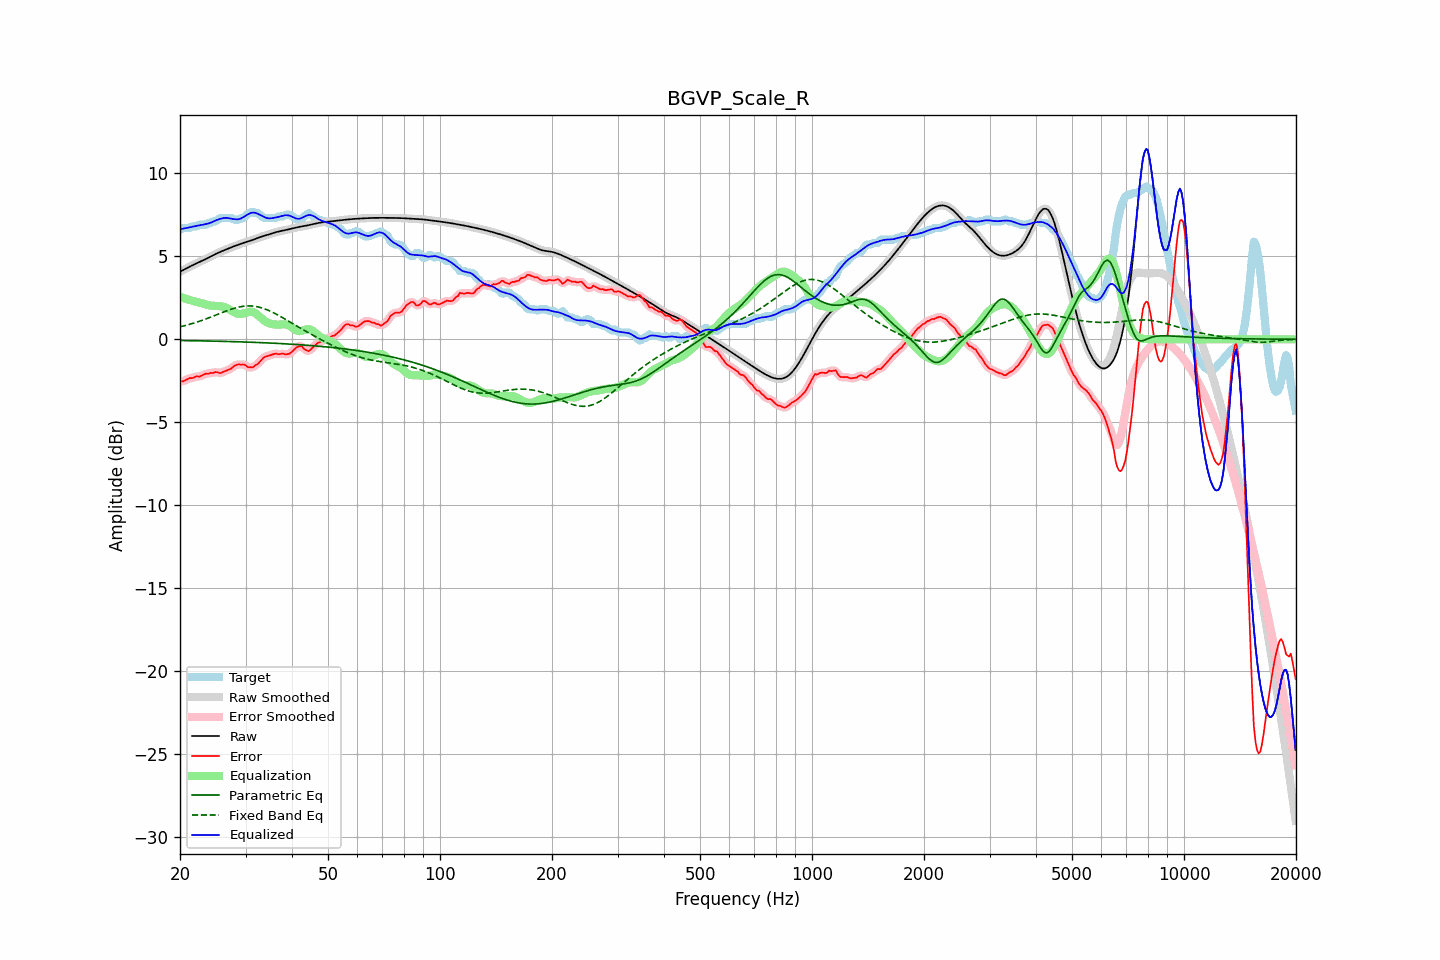 BGVP_Scale_R
Amplitude (dBr)
10
5
0
−5
−10
−15
−20
−25
−30
Target
Raw Smoothed
Error Smoothed
Raw
Error
Equalization
Parametric Eq
Fixed Band Eq
Equalized
20 50 100 200 500 1000 2000 5000 10000 20000
Frequency (Hz)